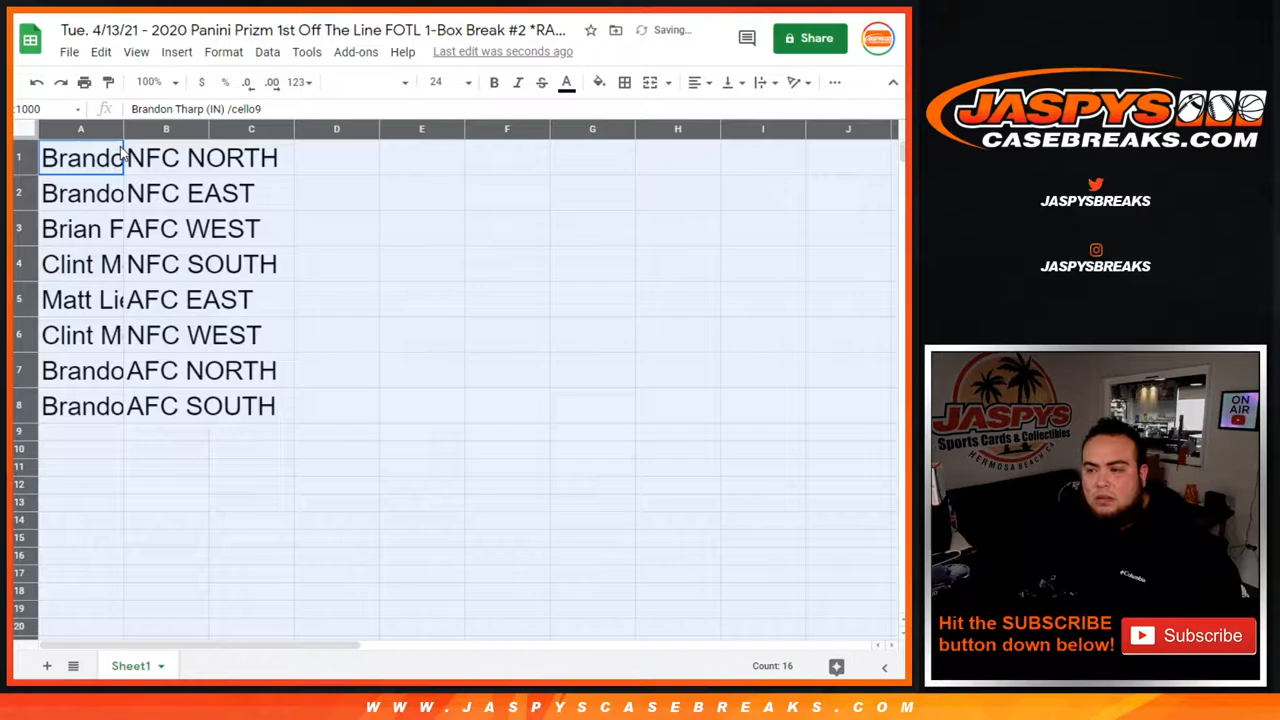 Tue. 4/13/21 - 2020 Panini Prizm 1st Off The Line FOTL 1-Box Break #2 *RA...
Saving...
Share
File Edit View Insert Format Data Tools Add-ons Help Last edit was seconds ago
100% $ % .0 .00 123 24 B I S A
:1000 fx Brandon Tharp (IN) /cello9
A B C D E F G H I J
1 Brando NFC NORTH
2 Brando NFC EAST
3 Brian F AFC WEST
4 Clint M NFC SOUTH
5 Matt Lie AFC EAST
6 Clint M NFC WEST
7 Brando AFC NORTH
8 Brando AFC SOUTH
9
10
11
12
13
14
15
16
17
18
19
20
Sheet1
Count: 16
JASPYS
CASEBREAKS.COM
JASPYSBREAKS
JASPYSBREAKS
JASPYS
Sports Cards & Collectibles
HERMOSA BEACH CA
ON
AIR
Columbia
Hit the SUBSCRIBE
button down below!
Subscribe
WWW.JASPYSCASEBREAKS.COM